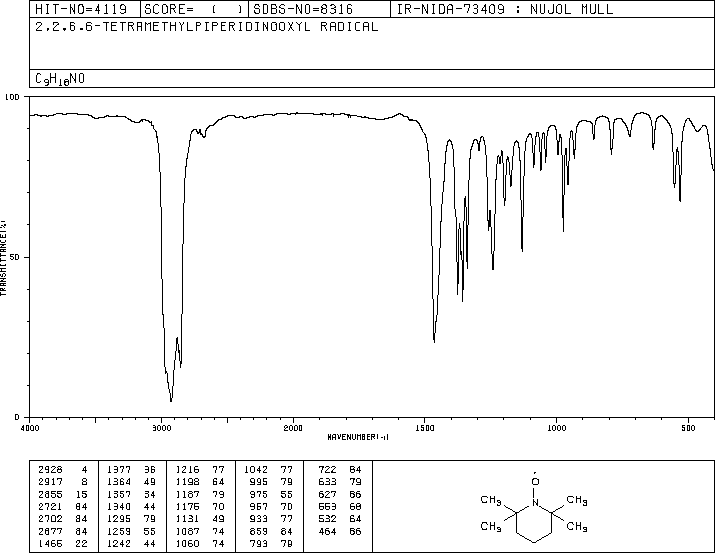 HIT-NO=4119 SCORE= ( ) SDBS-NO=8316 IR-NIDA-73409 : NUJOL MULL
2,2,6,6-TETRAMETHYLPIPERIDINOOXYL RADICAL
C9H18NO
100
50
0
TRANSMITTANCE(%)
4000 3000 2000 1500 1000 500
WAVENUMBER(-1)
2928 4 1377 36 1216 77 1042 77 722 84
2917 8 1364 49 1198 64 995 79 633 79
2855 15 1357 34 1187 79 975 55 627 86
2721 84 1340 44 1175 70 957 70 553 68
2702 84 1295 79 1131 49 933 77 532 64
2677 84 1259 55 1087 74 859 84 464 86
1466 22 1242 44 1060 74 793 79
O
CH3 N CH3
CH3 CH3